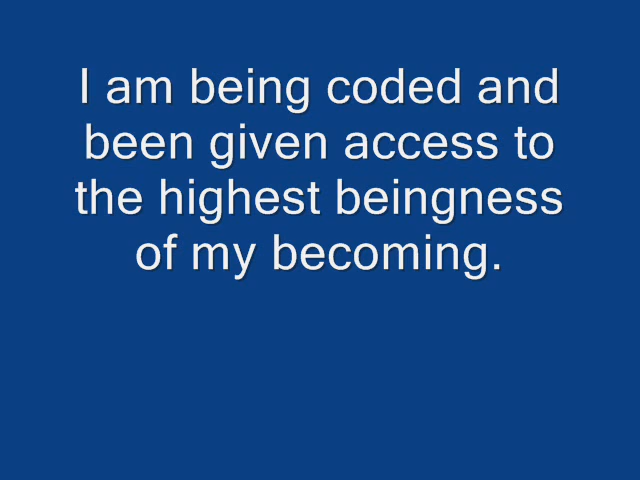 I am being coded and
been given access to
the highest beingness
of my becoming.